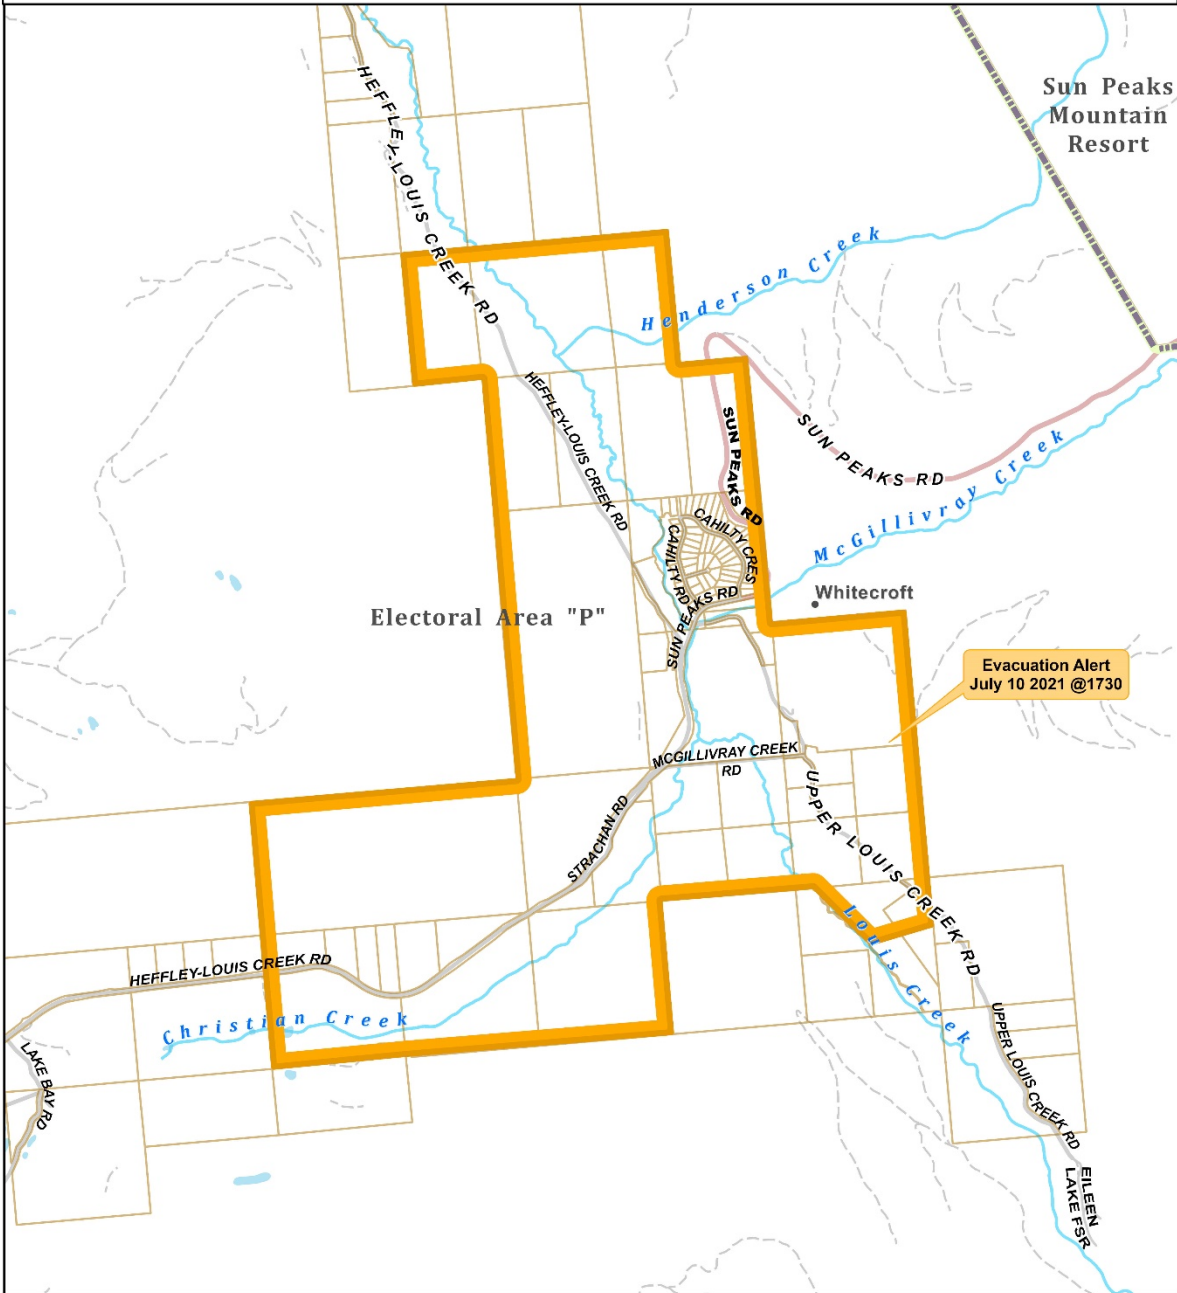 Sun Peaks
Mountain
Resort
HEFFLEY-LOUIS CREEK RD
Henderson Creek
HEFFLEY-LOUIS CREEK RD
SUN PEAKS RD
SUN PEAKS RD
McGillivray Creek
CAHILTY CRES
CAHILTY RD
SUN PEAKS RD
Whitecroft
Electoral Area "P"
Evacuation Alert
July 10 2021 @1730
MCGILLIVRAY CREEK
RD
UPPER LOUIS CREEK RD
STRACHAN RD
Louis Creek
HEFFLEY-LOUIS CREEK RD
Christian Creek
LAKE BAY RD
UPPER LOUIS CREEK RD
EILEEN
LAKE FSR